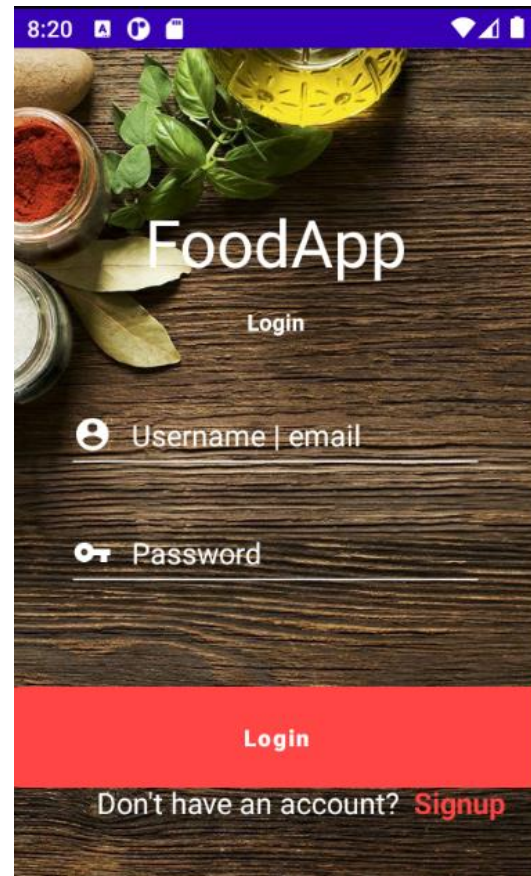 8:20
FoodApp
Login
Username | email
Password
Login
Don't have an account? Signup